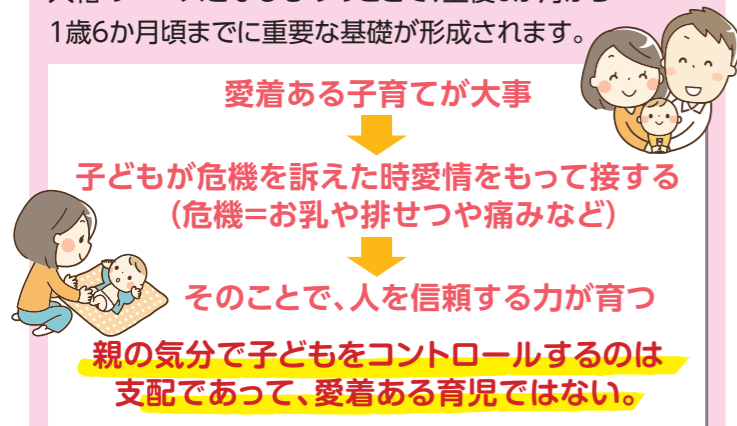 1歳6か月頃までに重要な基礎が形成されます。
愛着ある子育てが大事
子どもが危機を訴えた時愛情をもって接する
(危機=お乳や排せつや痛みなど)
そのことで、人を信頼する力が育つ
親の気分で子どもをコントロールするのは
支配であって、愛着ある育児ではない。